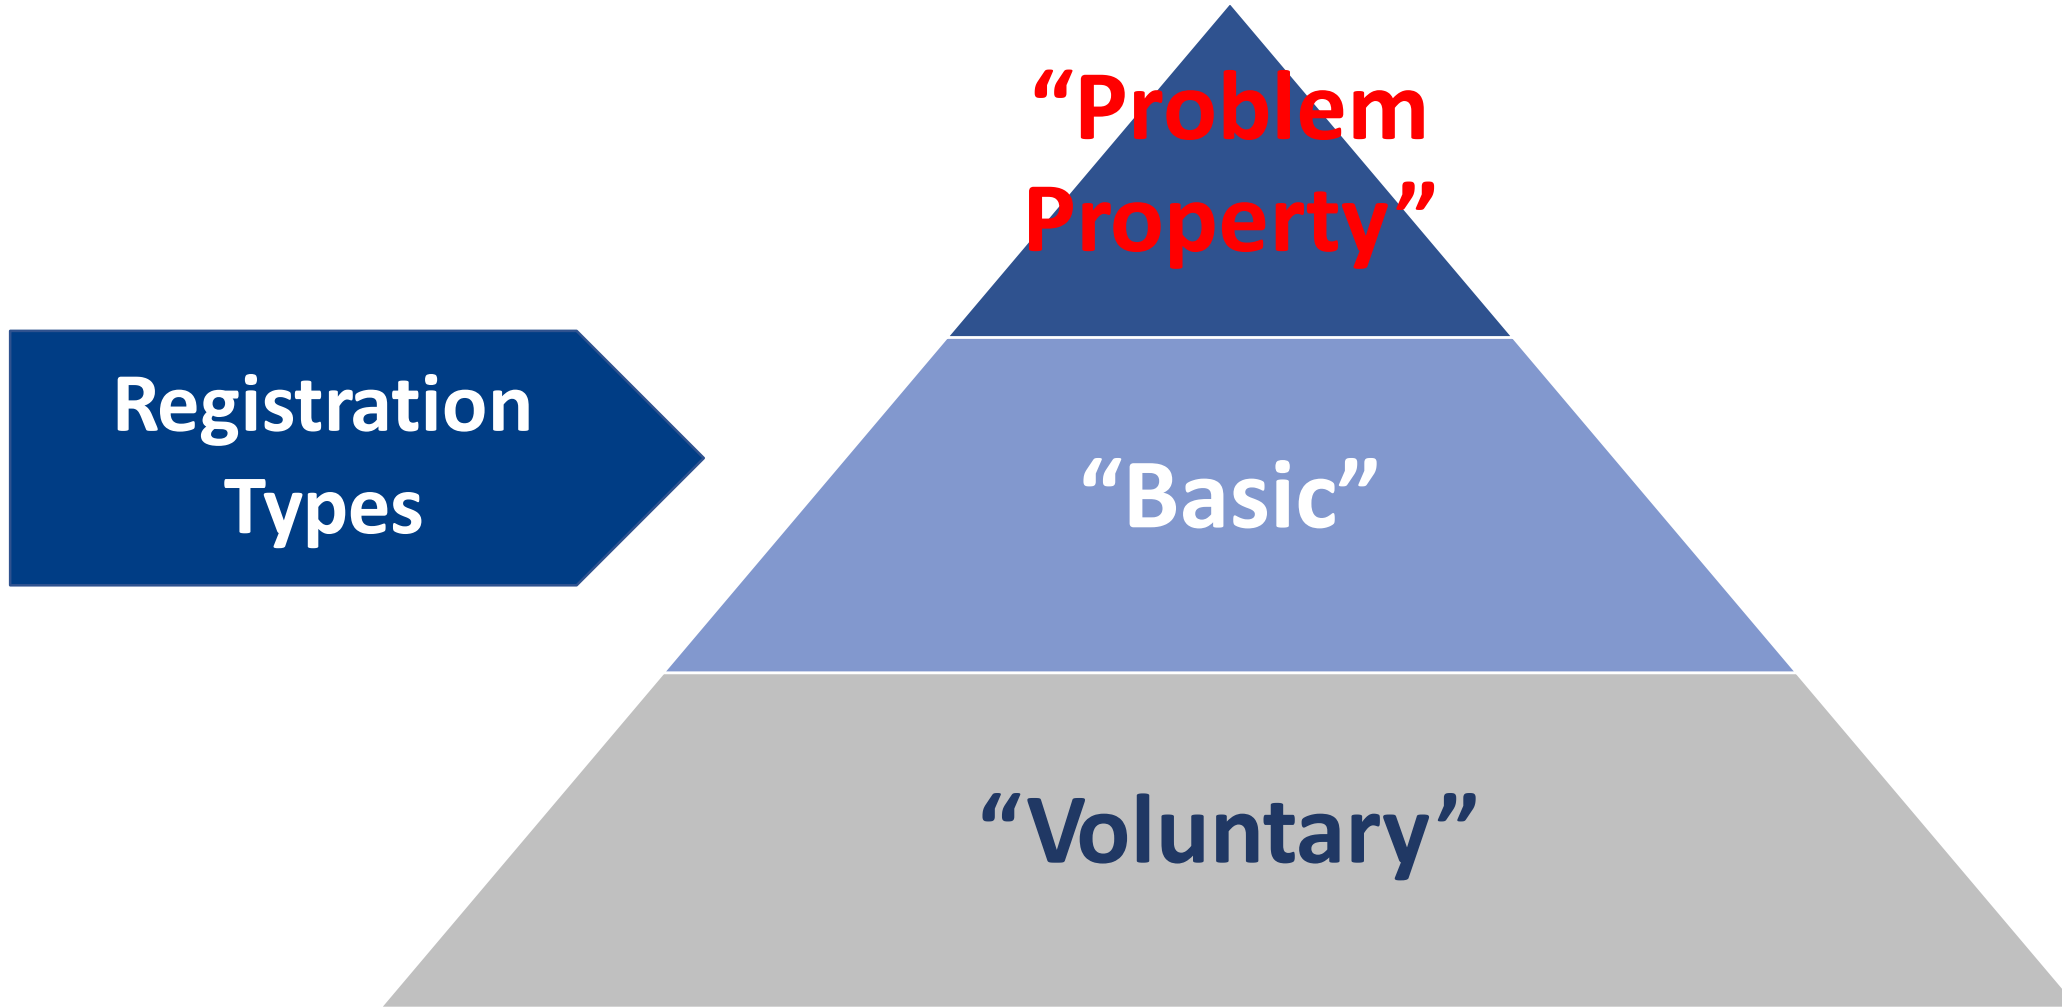 “Problem
Property”
Registration
Types
“Basic”
“Voluntary”